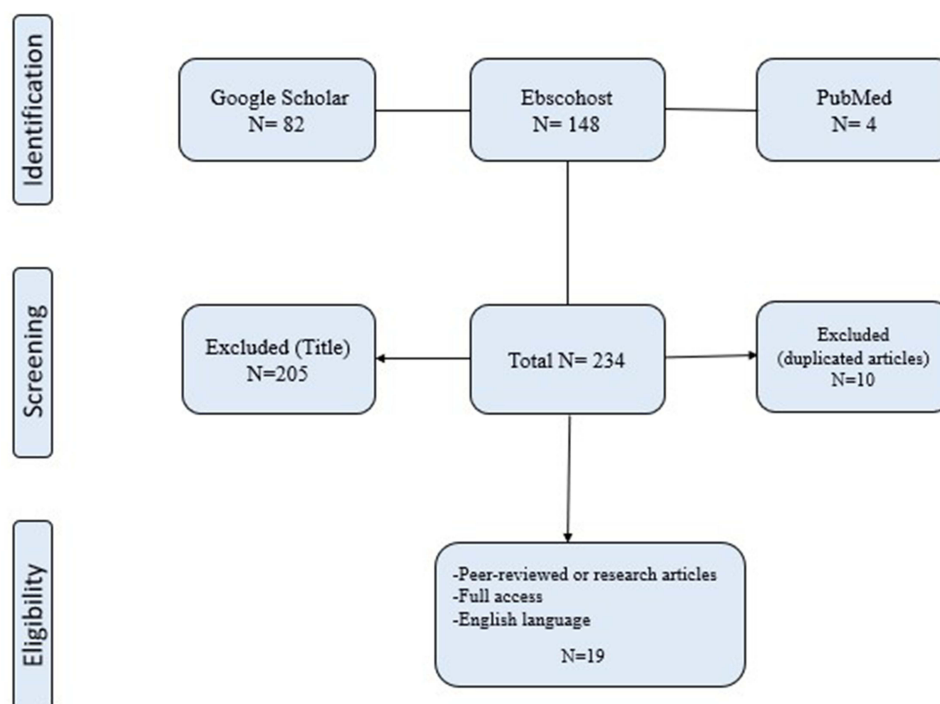 Identification
Google Scholar
N= 82
Ebscohost
N= 148
PubMed
N= 4
Screening
Excluded (Title)
N=205
Total N= 234
Excluded
(duplicated articles)
N=10
Eligibility
-Peer-reviewed or research articles
-Full access
-English language
N=19